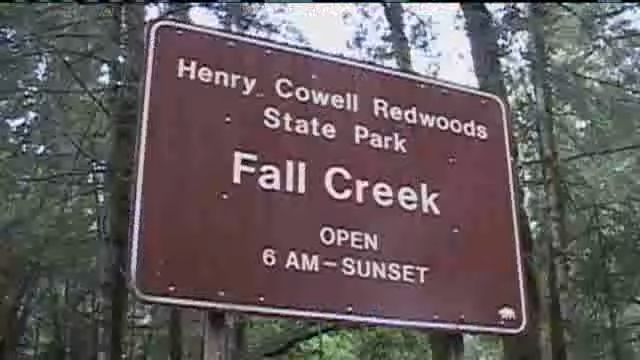 Henry Cowell Redwoods
State Park
Fall Creek
OPEN
6 AM – SUNSET